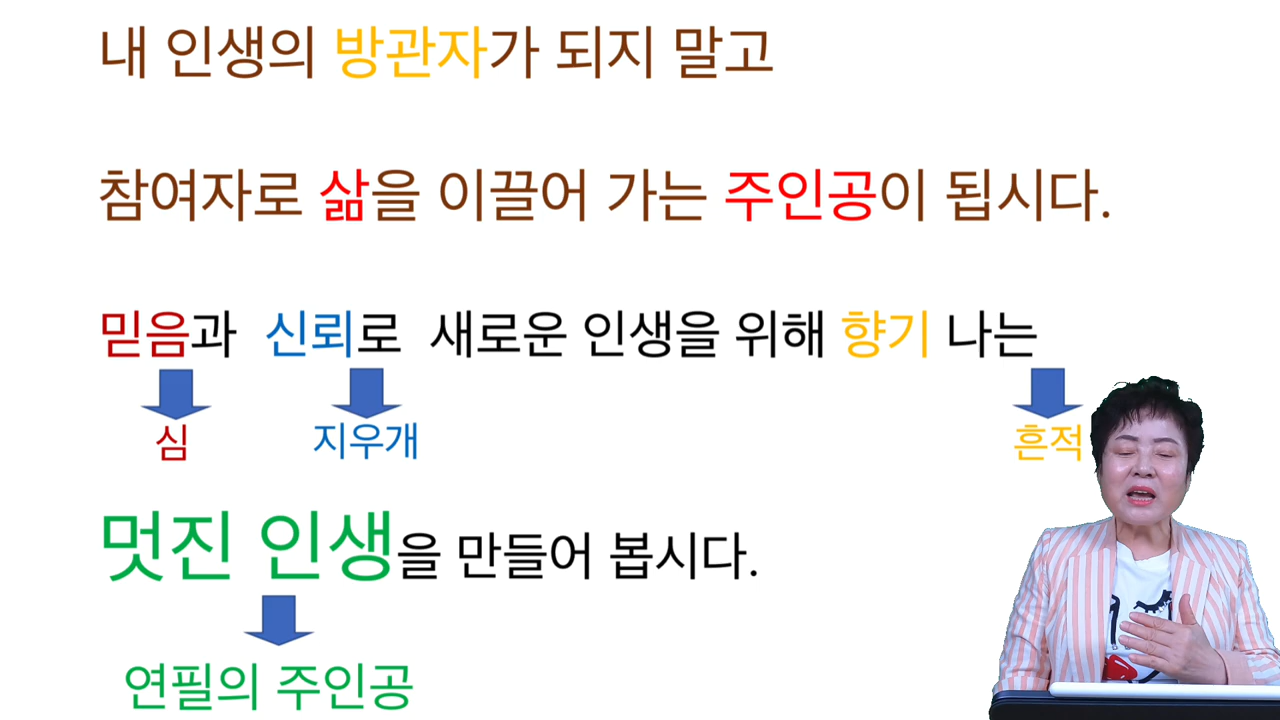 내 인생의 방관자가 되지 말고
참여자로 삶을 이끌어 가는 주인공이 됩시다.
믿음과 신뢰로 새로운 인생을 위해 향기 나는
심 지우개 흔적
멋진 인생을 만들어 봅시다.
연필의 주인공